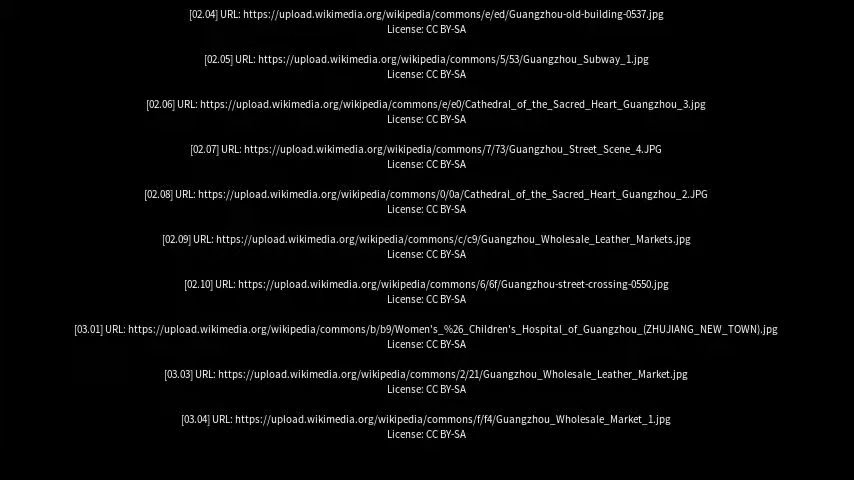 [02.04] URL: https://upload.wikimedia.org/wikipedia/commons/e/ed/Guangzhou-old-building-0537.jpg
License: CC BY-SA
[02.05] URL: https://upload.wikimedia.org/wikipedia/commons/5/53/Guangzhou_Subway_1.jpg
License: CC BY-SA
[02.06] URL: https://upload.wikimedia.org/wikipedia/commons/e/e0/Cathedral_of_the_Sacred_Heart_Guangzhou_3.jpg
License: CC BY-SA
[02.07] URL: https://upload.wikimedia.org/wikipedia/commons/7/73/Guangzhou_Street_Scene_4.JPG
License: CC BY-SA
[02.08] URL: https://upload.wikimedia.org/wikipedia/commons/0/0a/Cathedral_of_the_Sacred_Heart_Guangzhou_2.JPG
License: CC BY-SA
[02.09] URL: https://upload.wikimedia.org/wikipedia/commons/c/c9/Guangzhou_Wholesale_Leather_Markets.jpg
License: CC BY-SA
[02.10] URL: https://upload.wikimedia.org/wikipedia/commons/6/6f/Guangzhou-street-crossing-0550.jpg
License: CC BY-SA
[03.01] URL: https://upload.wikimedia.org/wikipedia/commons/b/b9/Women's_%26_Children's_Hospital_of_Guangzhou_(ZHUJIANG_NEW_TOWN).jpg
License: CC BY-SA
[03.03] URL: https://upload.wikimedia.org/wikipedia/commons/2/21/Guangzhou_Wholesale_Leather_Market.jpg
License: CC BY-SA
[03.04] URL: https://upload.wikimedia.org/wikipedia/commons/f/f4/Guangzhou_Wholesale_Market_1.jpg
License: CC BY-SA